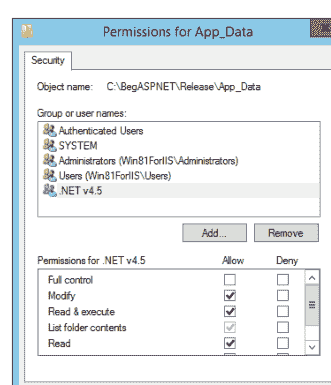 Permissions for App_Data
Security
Object name: C:\BegASPNET\Release\App_Data
Group or user names:
Authenticated Users
SYSTEM
Administrators (Win81ForIIS\Administrators)
Users (Win81ForIIS\Users)
.NET v4.5
Add... Remove
Permissions for .NET v4.5 Allow Deny
Full control
Modify
Read & execute
List folder contents
Read